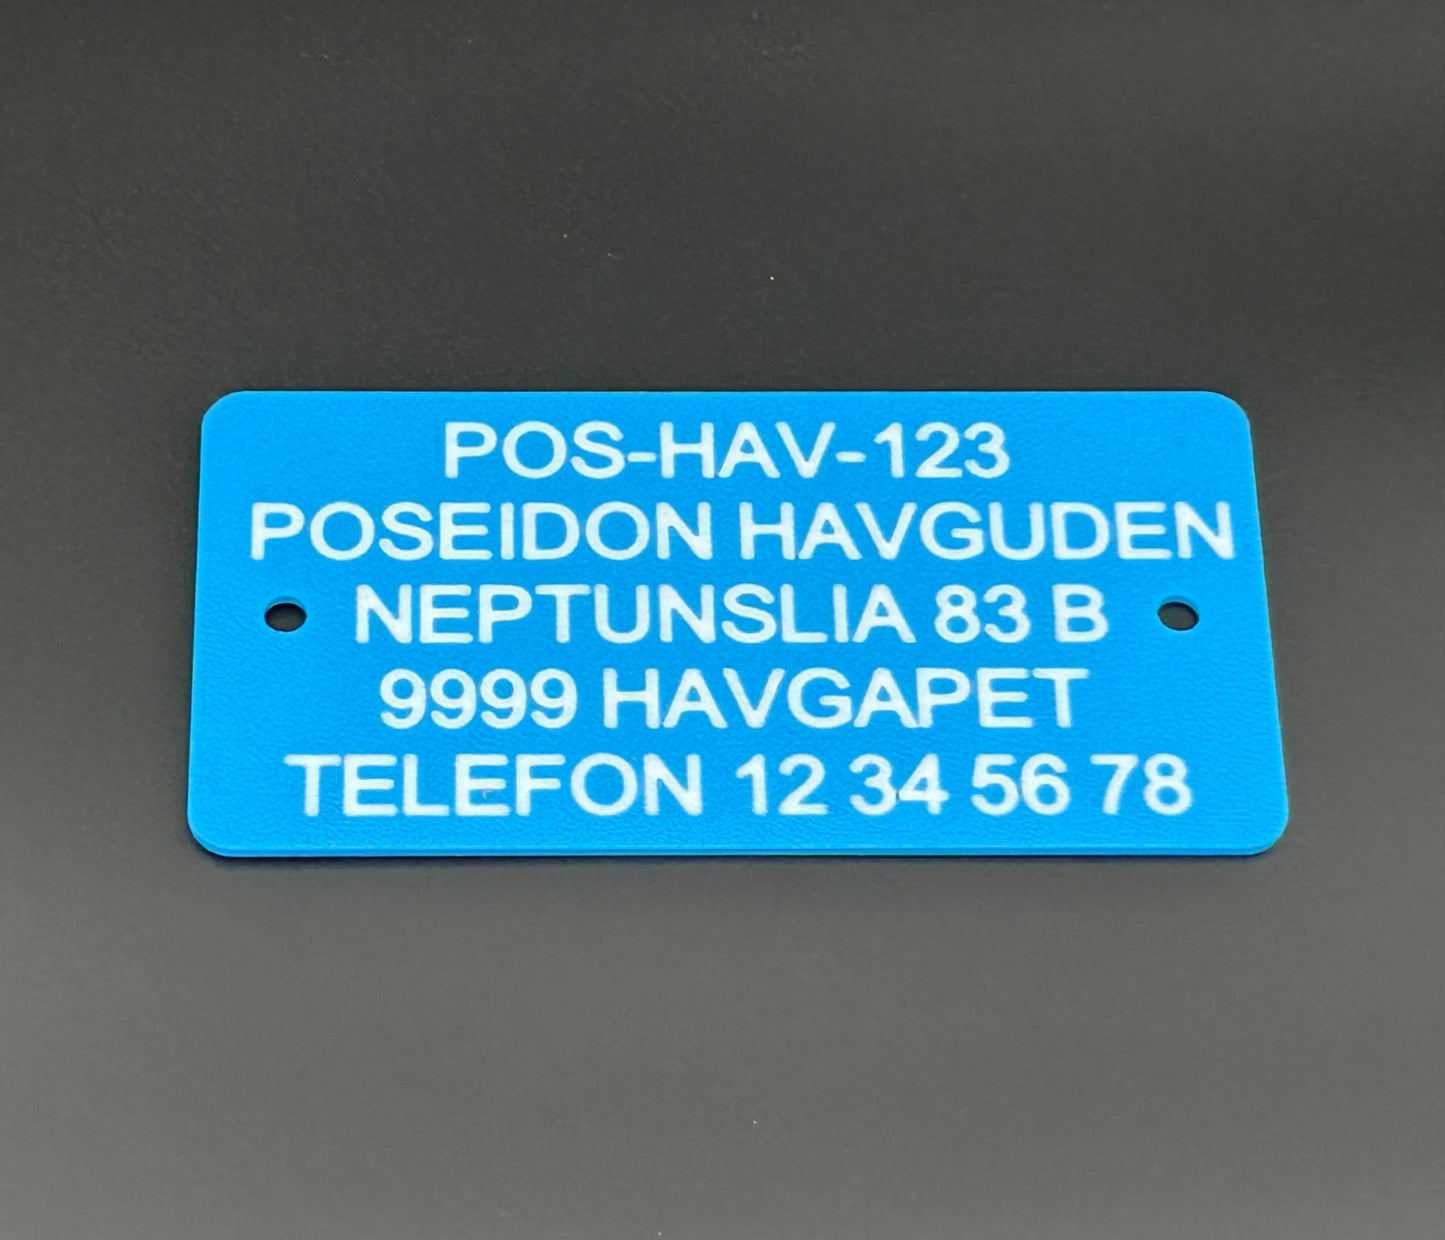 POS-HAV-123
POSEIDON HAVGUDEN
NEPTUNSLIA 83 B
9999 HAVGAPET
TELEFON 12 34 56 78